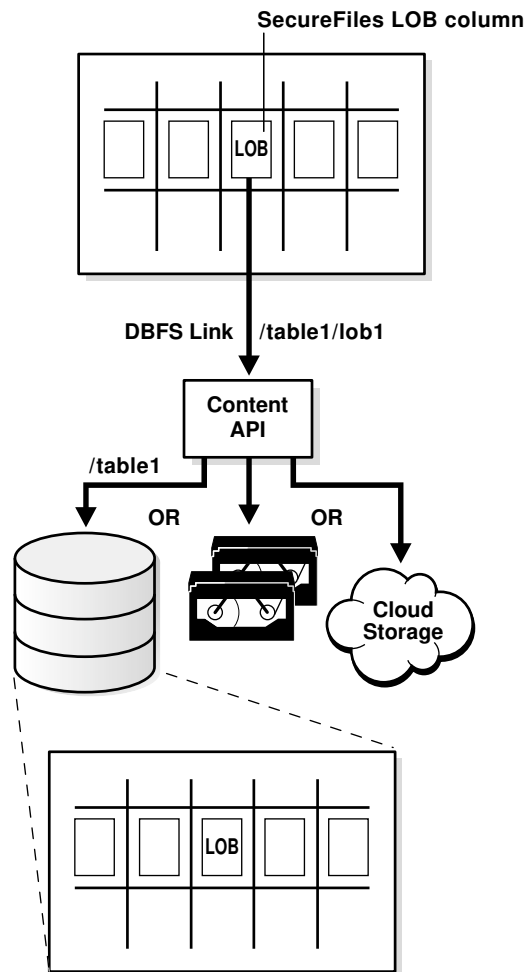 SecureFiles LOB column
LOB
DBFS Link /table1/lob1
Content
API
/table1
OR OR
Cloud
Storage
LOB